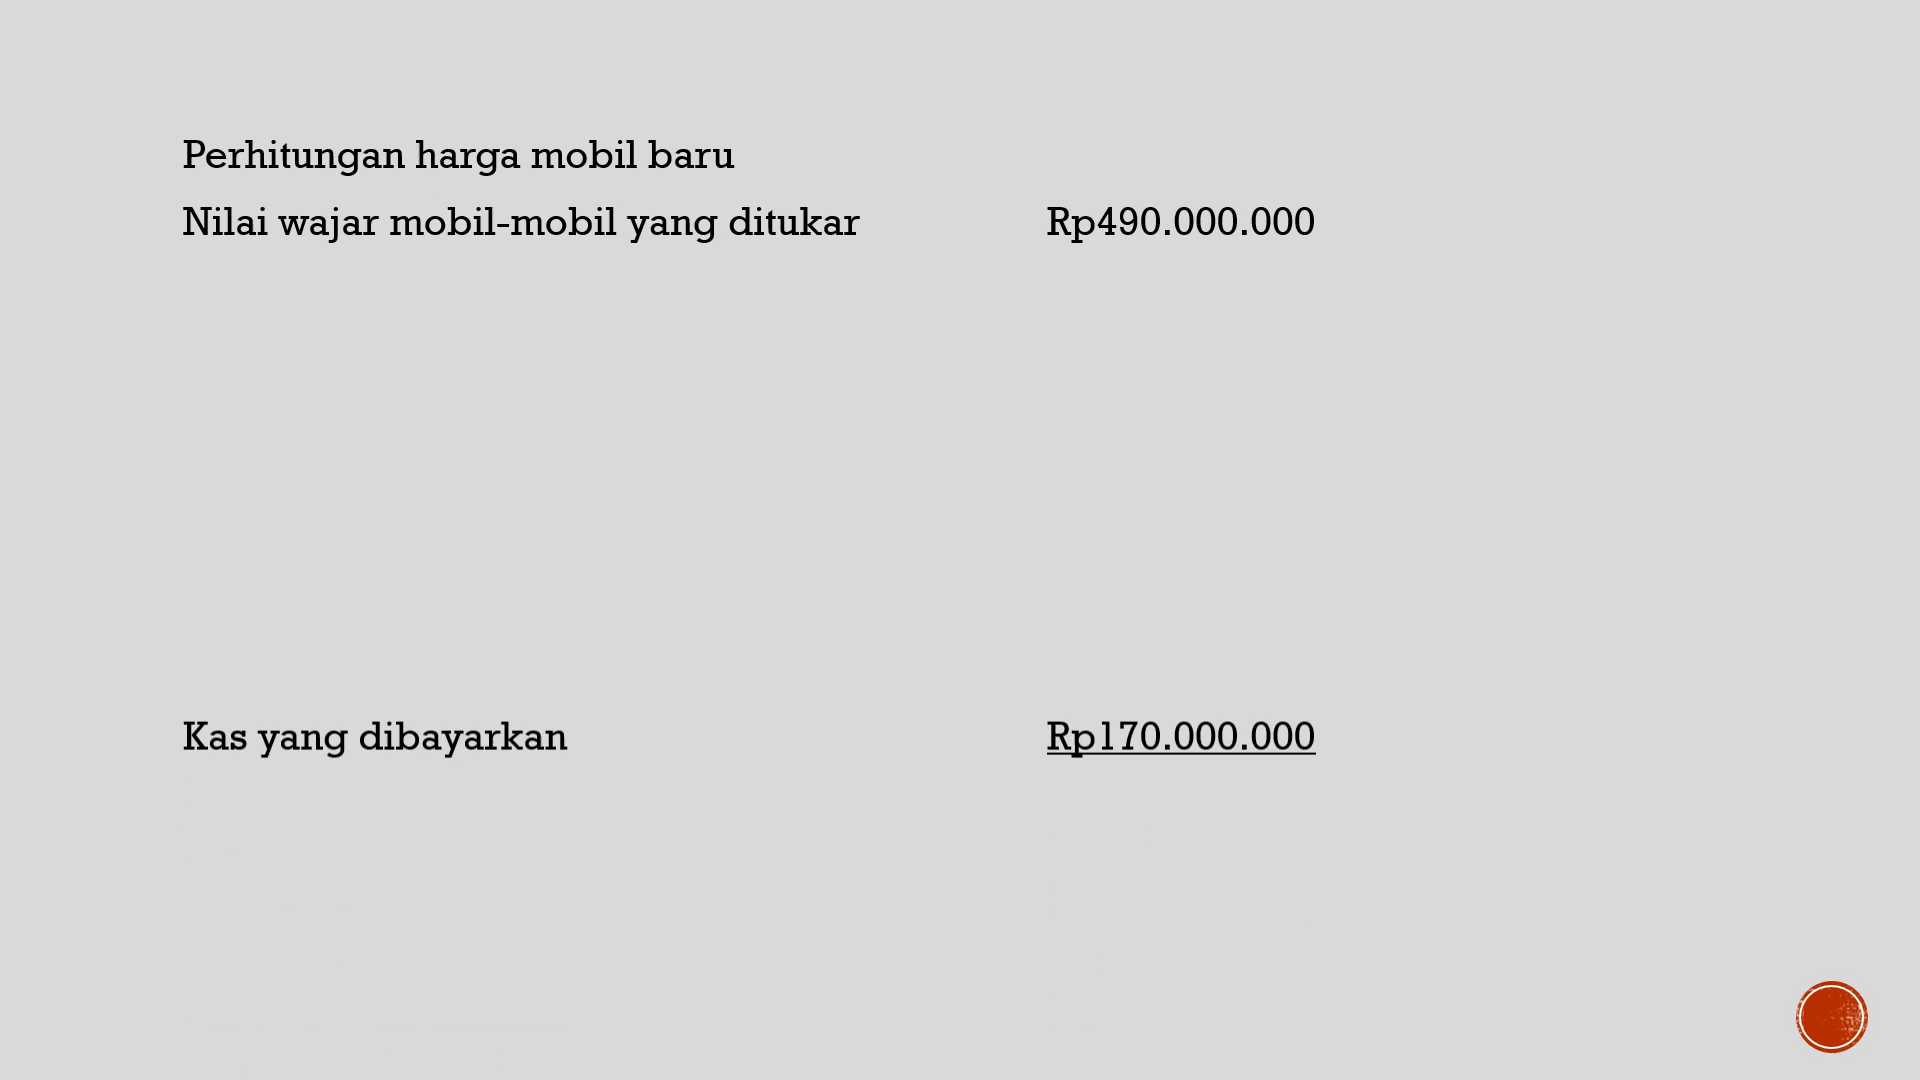 Perhitungan harga mobil baru
Nilai wajar mobil-mobil yang ditukar Rp490.000.000
Kas yang dibayarkan Rp170.000.000